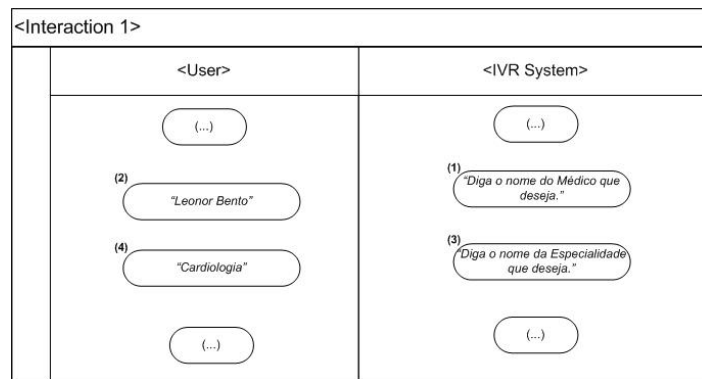 <Interaction 1>
<User>
<IVR System>
(...)
(...)
(1)
"Diga o nome do Médico que
deseja."
(2)
"Leonor Bento"
(3)
"Diga o nome da Especialidade
que deseja."
(4)
"Cardiologia"
(...)
(...)